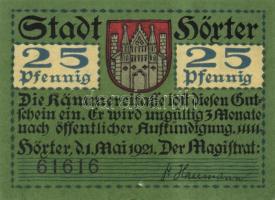 Stadt Höxter
25 Pfennig
25 Pfennig
Die Kämmereikasse löst diesen Gut-
schein ein. Er wird ungültig 3 Monate
nach öffentlicher Aufkündigung.
Höxter, d. 1. Mai 1921. Der Magistrat:
61616